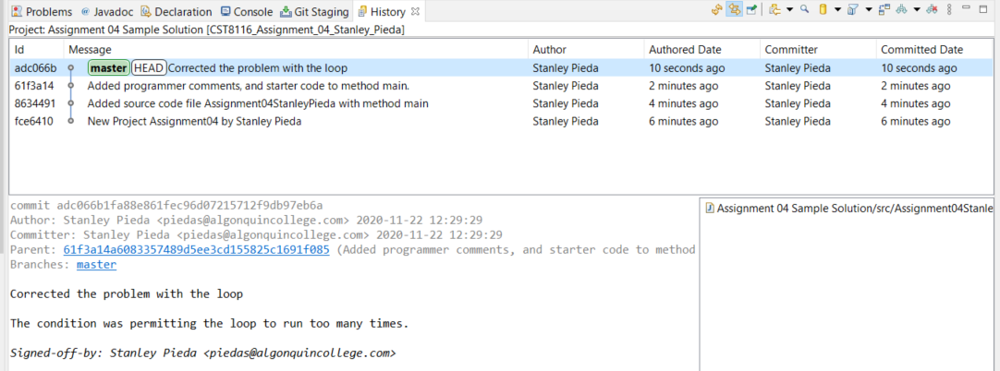 Problems @ Javadoc Declaration Console Git Staging History
Project: Assignment 04 Sample Solution [CST8116_Assignment_04_Stanley_Pieda]
Id Message Author Authored Date Committer Committed Date
adc066b master HEAD Corrected the problem with the loop Stanley Pieda 10 seconds ago Stanley Pieda 10 seconds ago
61f3a14 Added programmer comments, and starter code to method main. Stanley Pieda 2 minutes ago Stanley Pieda 2 minutes ago
8634491 Added source code file Assignment04StanleyPieda with method main Stanley Pieda 4 minutes ago Stanley Pieda 4 minutes ago
fce6410 New Project Assignment04 by Stanley Pieda Stanley Pieda 6 minutes ago Stanley Pieda 6 minutes ago
commit adc066b1fa88e861fec96d07215712f9db97eb6a
Author: Stanley Pieda <piedas@algonquincollege.com> 2020-11-22 12:29:29
Committer: Stanley Pieda <piedas@algonquincollege.com> 2020-11-22 12:29:29
Parent: 61f3a14a6083357489d5ee3cd155825c1691f085 (Added programmer comments, and starter code to method
Branches: master
Corrected the problem with the loop
The condition was permitting the loop to run too many times.
Signed-off-by: Stanley Pieda <piedas@algonquincollege.com>
Assignment 04 Sample Solution/src/Assignment04Stanle